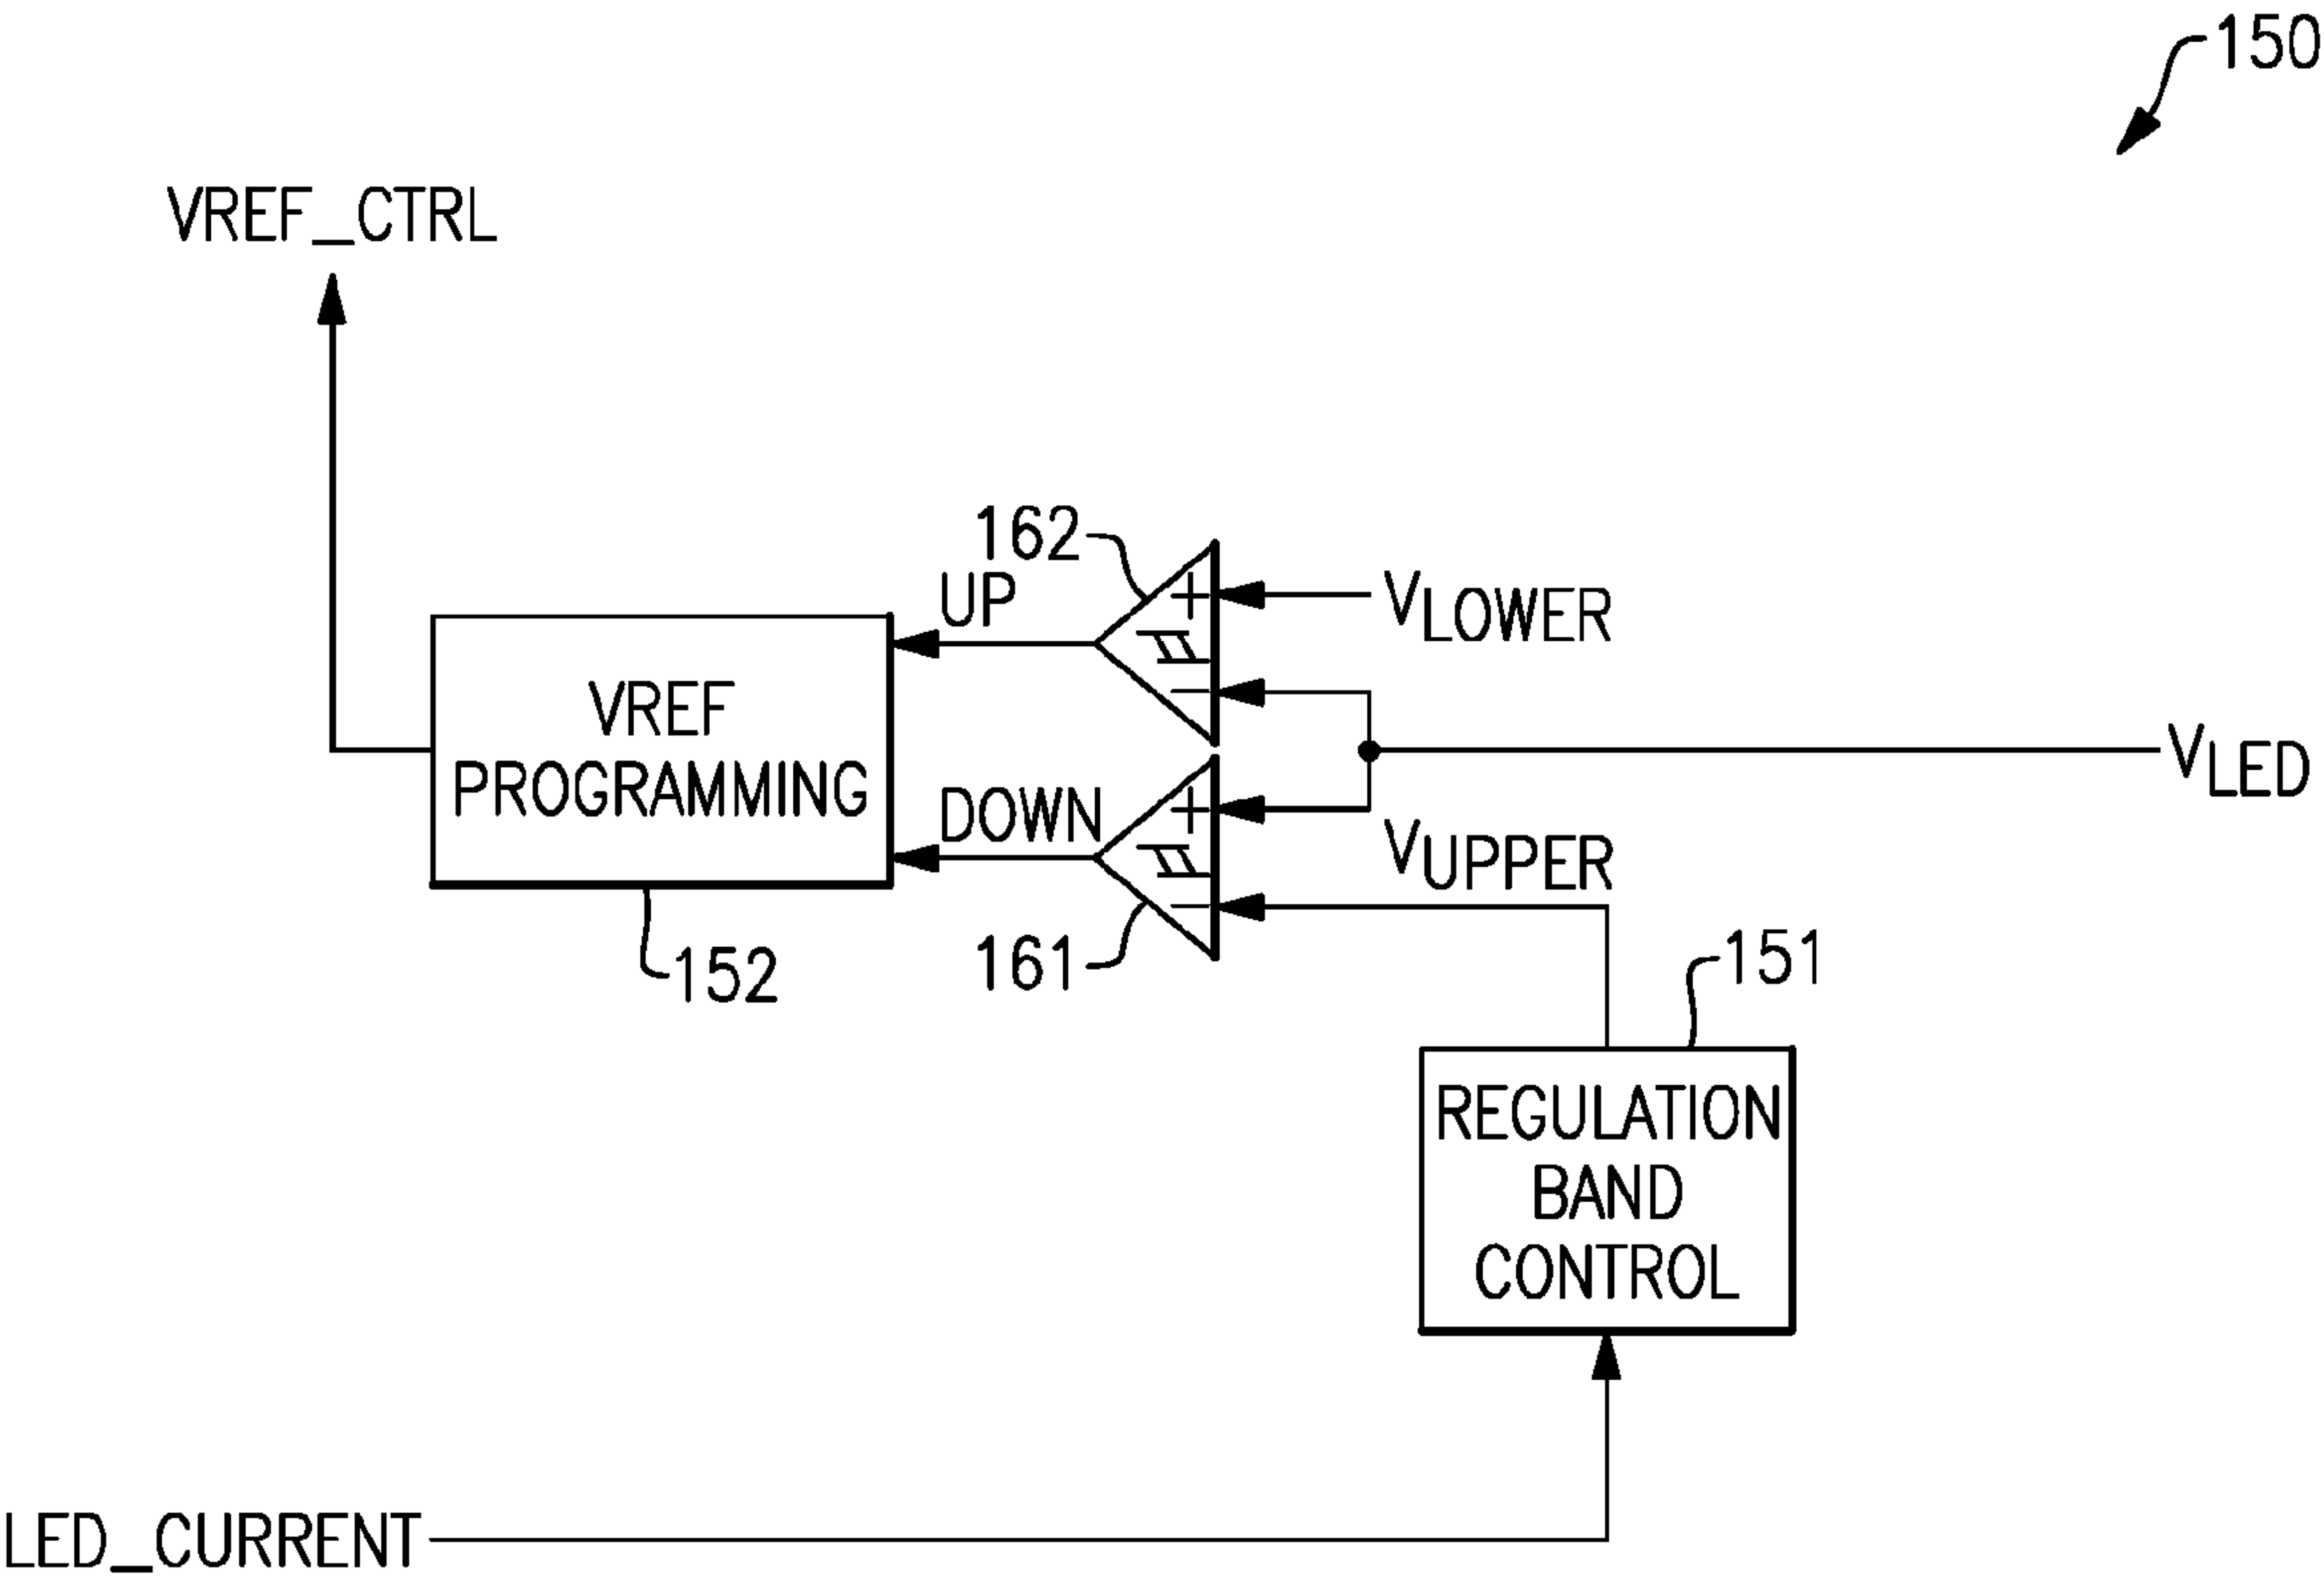 150
VREF_CTRL
162
UP
VLOWER
VREF
PROGRAMMING
VLED
DOWN
VUPPER
161
152
151
REGULATION
BAND
CONTROL
LED_CURRENT